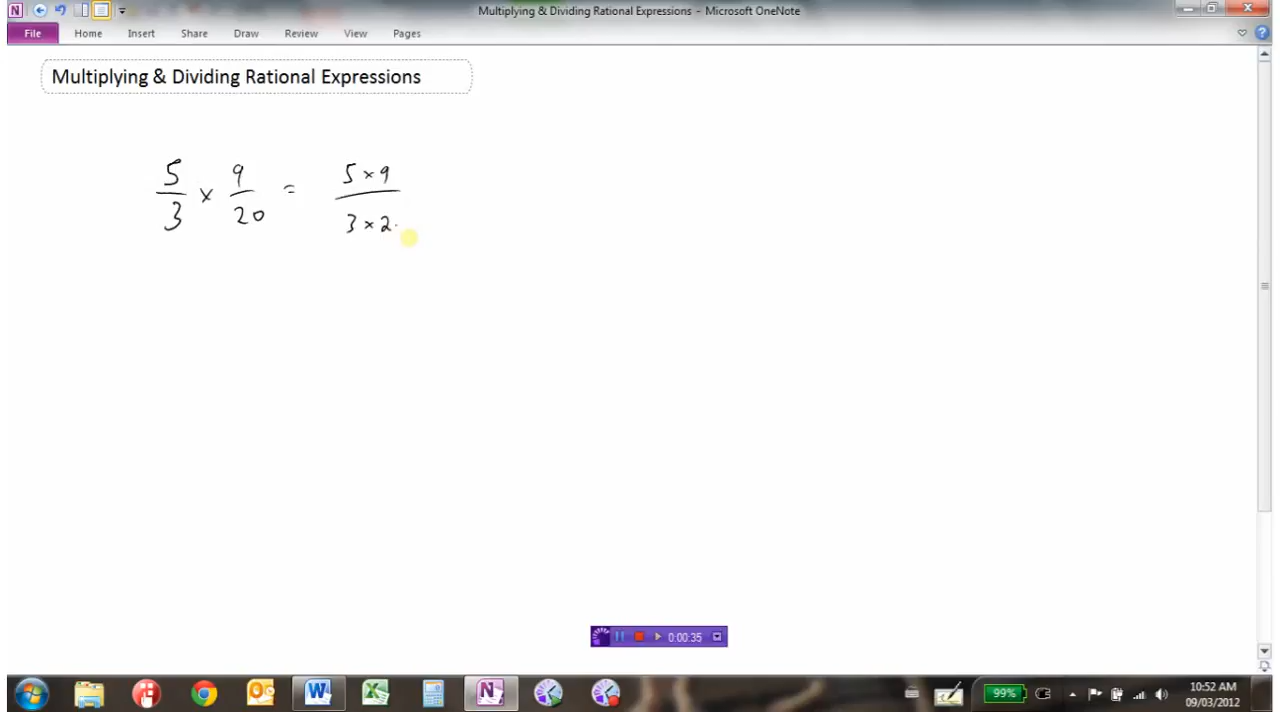 Multiplying & Dividing Rational Expressions - Microsoft OneNote
File Home Insert Share Draw Review View Pages
Multiplying & Dividing Rational Expressions
5/3 × 9/20 = 5×9/3×2
0:00:35
99%
10:52 AM
09/03/2012